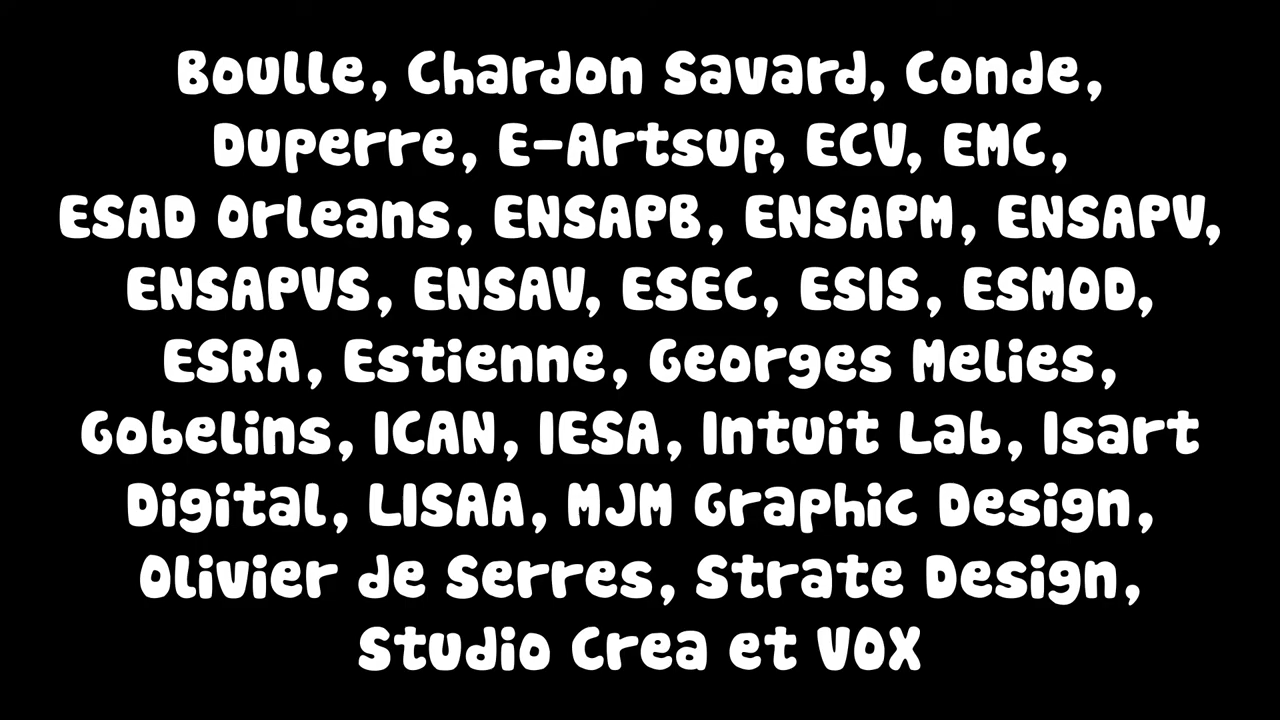 Boulle, Chardon Savard, Conde,
Duperre, E-Artsup, ECV, EMC,
ESAD Orleans, ENSAPB, ENSAPM, ENSAPV,
ENSAPVS, ENSAV, ESEC, ESIS, ESMOD,
ESRA, Estienne, Georges Melies,
Gobelins, ICAN, IESA, Intuit Lab, Isart
Digital, LISAA, MJM Graphic Design,
Olivier de Serres, Strate Design,
Studio Crea et VOX